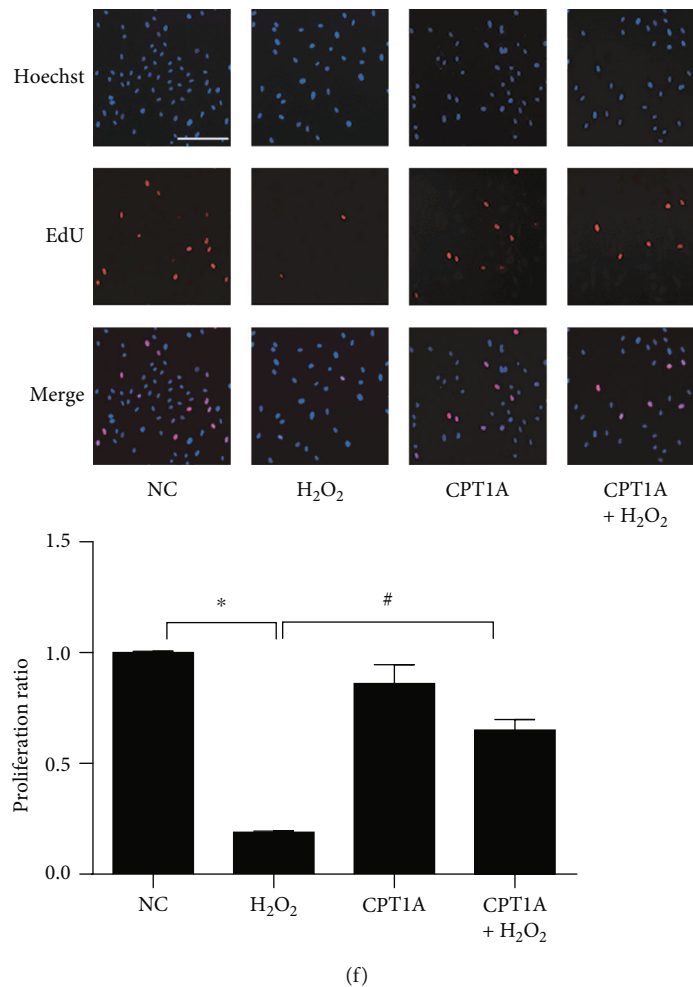 Hoechst
EdU
Merge
NC
H₂O₂
CPT1A
CPT1A
+ H₂O₂
1.5
*
#
1.0
Proliferation ratio
0.5
0.0
NC
H₂O₂
CPT1A
CPT1A
+ H₂O₂
(f)